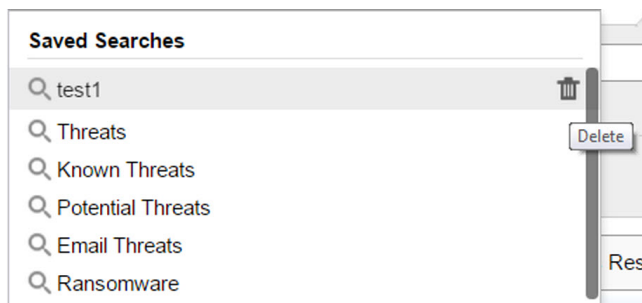 Saved Searches
test1
Threats
Delete
Known Threats
Potential Threats
Email Threats
Res
Ransomware